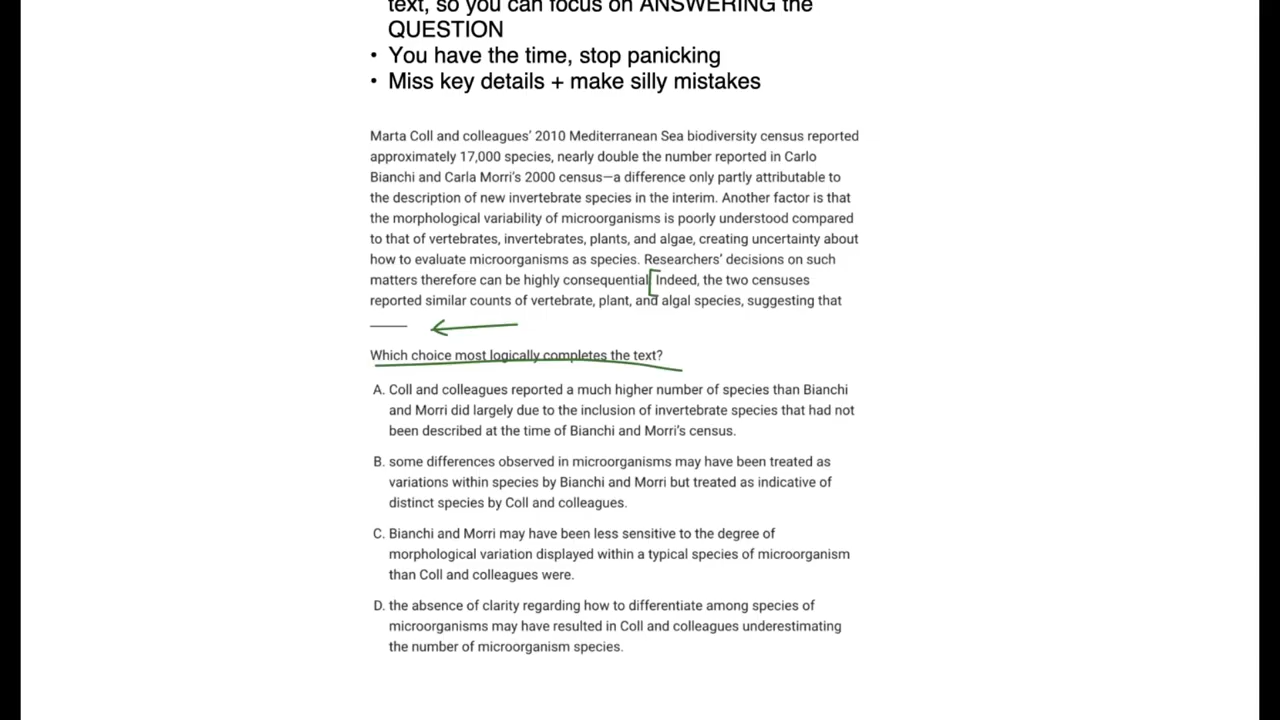 text, so you can focus on ANSWERING the
QUESTION
• You have the time, stop panicking
• Miss key details + make silly mistakes
Marta Coll and colleagues' 2010 Mediterranean Sea biodiversity census reported
approximately 17,000 species, nearly double the number reported in Carlo
Bianchi and Carla Morri's 2000 census—a difference only partly attributable to
the description of new invertebrate species in the interim. Another factor is that
the morphological variability of microorganisms is poorly understood compared
to that of vertebrates, invertebrates, plants, and algae, creating uncertainty about
how to evaluate microorganisms as species. Researchers' decisions on such
matters therefore can be highly consequential. Indeed, the two censuses
reported similar counts of vertebrate, plant, and algal species, suggesting that
______
Which choice most logically completes the text?
A. Coll and colleagues reported a much higher number of species than Bianchi
and Morri did largely due to the inclusion of invertebrate species that had not
been described at the time of Bianchi and Morri's census.
B. some differences observed in microorganisms may have been treated as
variations within species by Bianchi and Morri but treated as indicative of
distinct species by Coll and colleagues.
C. Bianchi and Morri may have been less sensitive to the degree of
morphological variation displayed within a typical species of microorganism
than Coll and colleagues were.
D. the absence of clarity regarding how to differentiate among species of
microorganisms may have resulted in Coll and colleagues underestimating
the number of microorganism species.